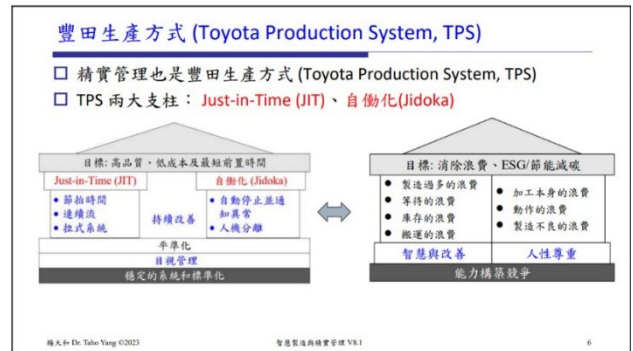 豐田生產方式 (Toyota Production System, TPS)
□ 精實管理也是豐田生產方式 (Toyota Production System, TPS)
□ TPS 兩大支柱： Just-in-Time (JIT)、自働化(Jidoka)
目標: 高品質、低成本及最短前置時間
Just-in-Time (JIT)
• 節拍時間
• 連續流
• 拉式系統
持續改善
自働化 (Jidoka)
• 自動停止並通
知異常
• 人機分離
平準化
目視管理
穩定的系統和標準化
目標: 消除浪費、ESG/節能減碳
• 製造過多的浪費
• 等待的浪費
• 庫存的浪費
• 搬運的浪費
• 加工本身的浪費
• 動作的浪費
• 製造不良的浪費
智慧與改善
人性尊重
能力構築競爭
楊大和 Dr. Taho Yang ©2023
智慧製造與精實管理 V8.1
6